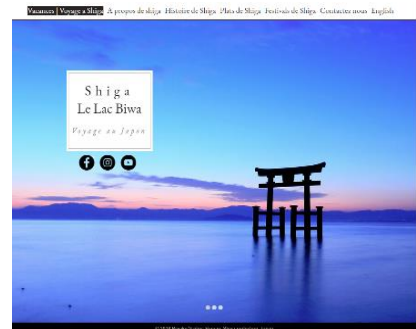 Vacances | Voyage a Shiga A propos de shiga Histoire de Shiga Plats de Shiga Festivals de Shiga Contactez nous English
Shiga
Le Lac Biwa
Voyage au Japon